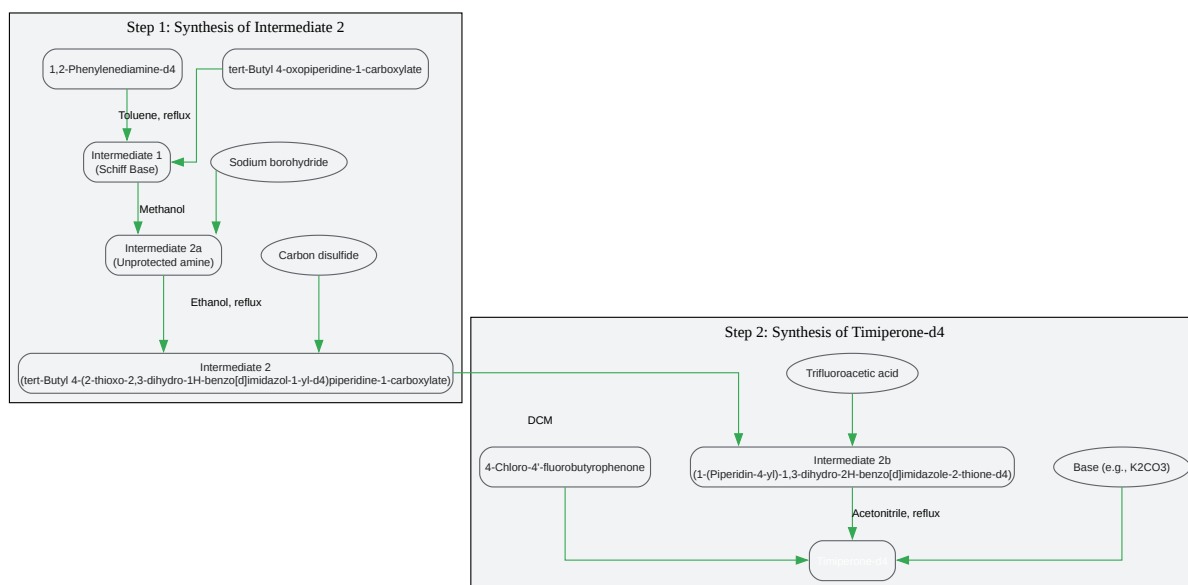 Step 1: Synthesis of Intermediate 2
1,2-Phenylenediamine-d4
tert-Butyl 4-oxopiperidine-1-carboxylate
Toluene, reflux
Intermediate 1
(Schiff Base)
Sodium borohydride
Methanol
Intermediate 2a
(Unprotected amine)
Carbon disulfide
Ethanol, reflux
Intermediate 2
(tert-Butyl 4-(2-thioxo-2,3-dihydro-1H-benzo[d]imidazol-1-yl-d4)piperidine-1-carboxylate)
Step 2: Synthesis of Timiperone-d4
Trifluoroacetic acid
DCM
4-Chloro-4'-fluorobutyrophenone
Intermediate 2b
(1-(Piperidin-4-yl)-1,3-dihydro-2H-benzo[d]imidazole-2-thione-d4)
Base (e.g., K2CO3)
Acetonitrile, reflux
Timiperone-d4